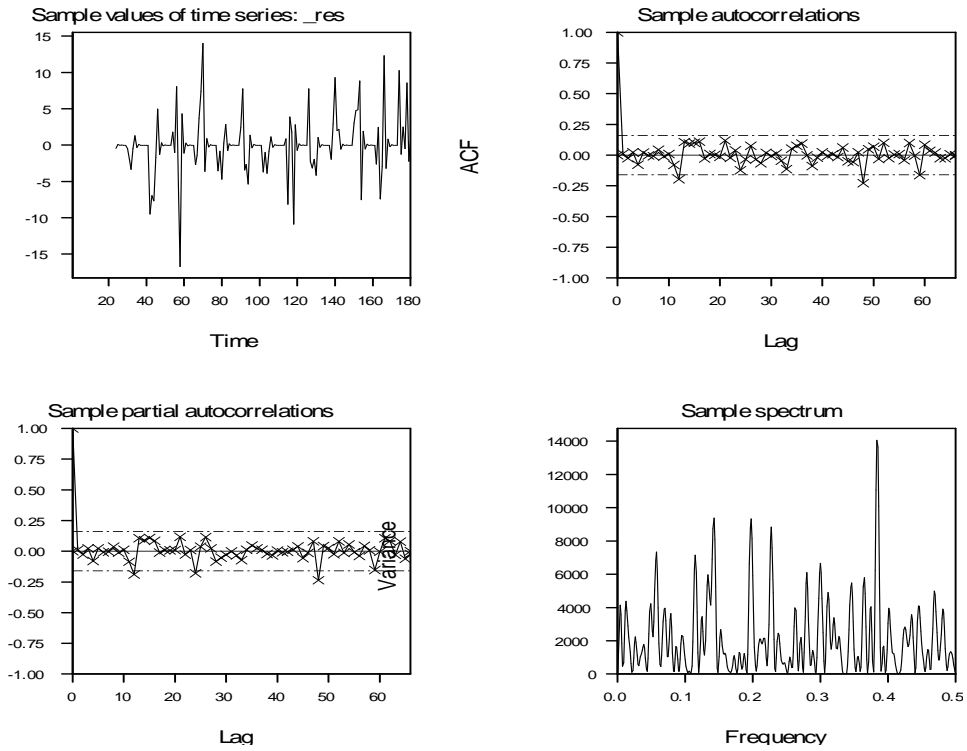 Sample values of time series: _res
15
10
5
0
-5
-10
-15
20 40 60 80 100 120 140 160 180
Time
Sample autocorrelations
ACF
1.00
0.75
0.50
0.25
0.00
-0.25
-0.50
-0.75
-1.00
0 10 20 30 40 50 60
Lag
Sample partial autocorrelations
1.00
0.75
0.50
0.25
0.00
-0.25
-0.50
-0.75
-1.00
0 10 20 30 40 50 60
Lag
Sample spectrum
Variance
14000
12000
10000
8000
6000
4000
2000
0
0.0 0.1 0.2 0.3 0.4 0.5
Frequency